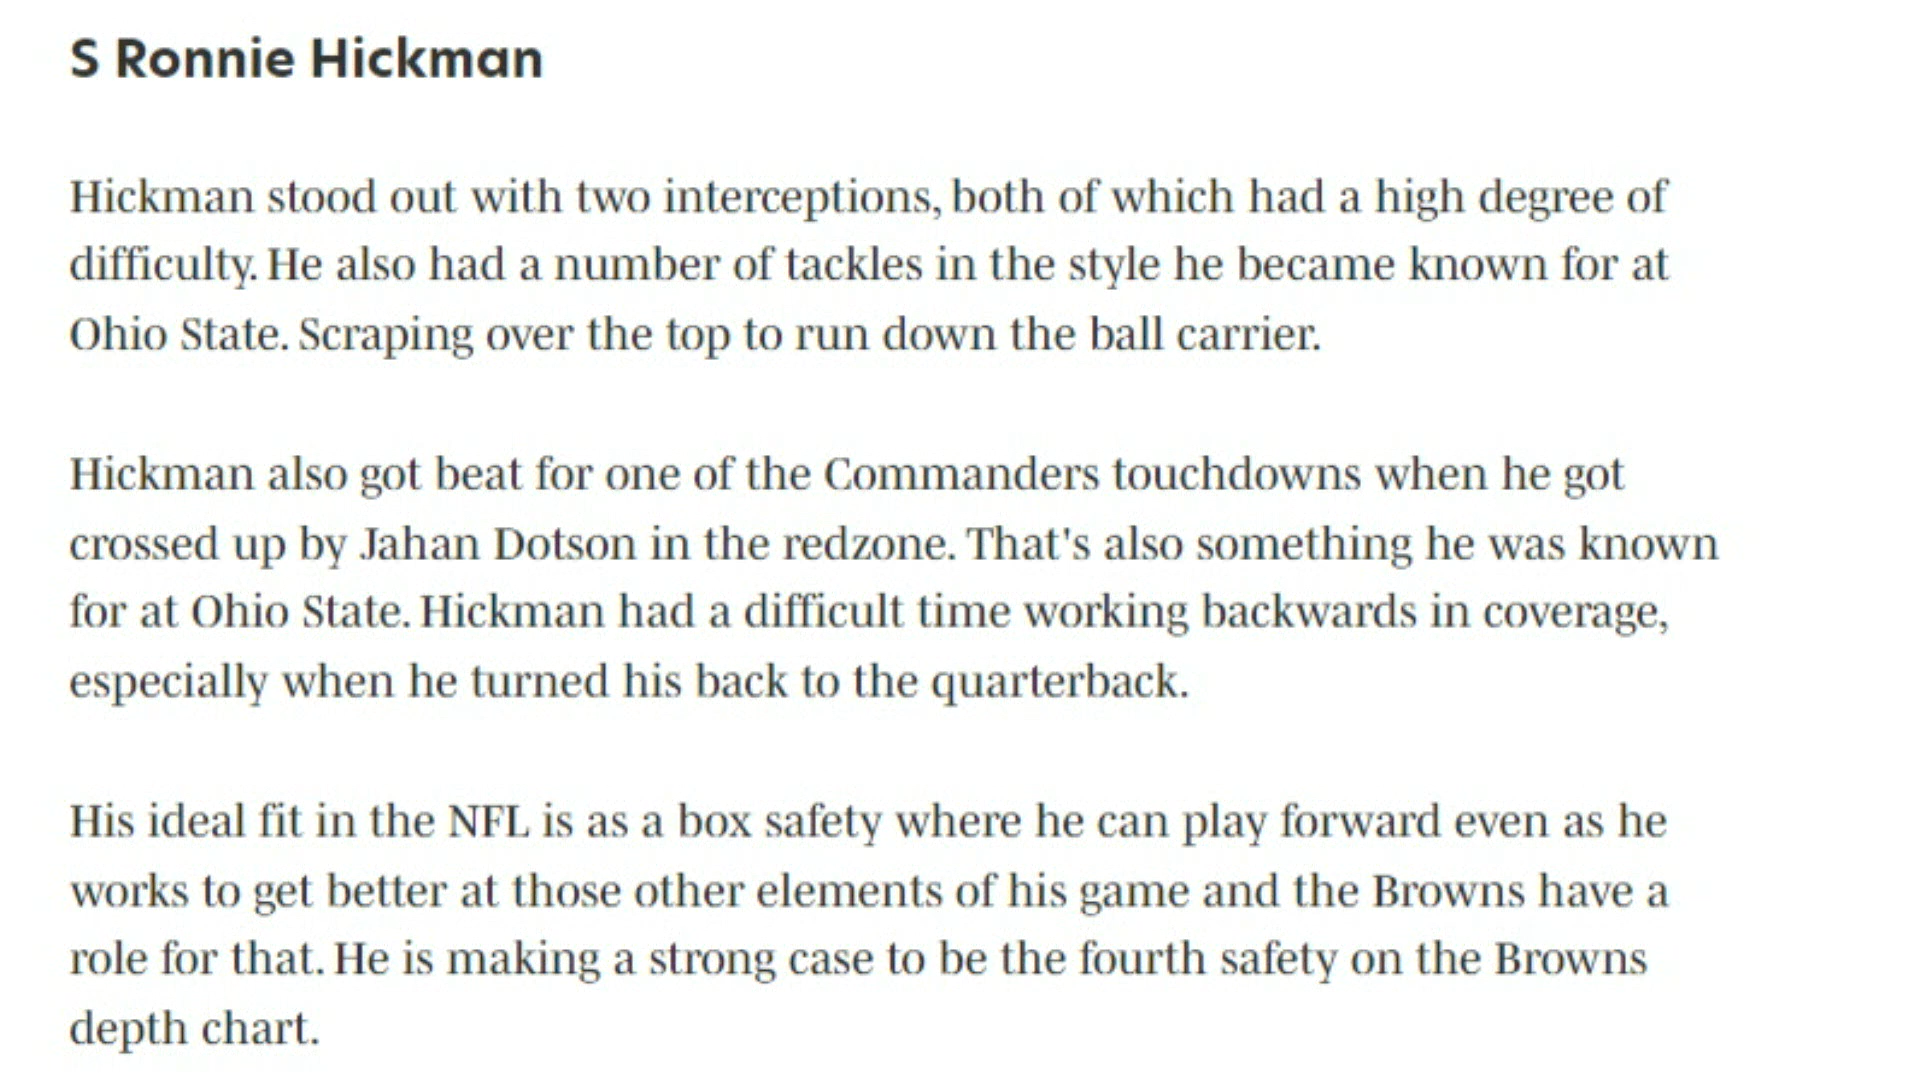 S Ronnie Hickman
Hickman stood out with two interceptions, both of which had a high degree of
difficulty. He also had a number of tackles in the style he became known for at
Ohio State. Scraping over the top to run down the ball carrier.
Hickman also got beat for one of the Commanders touchdowns when he got
crossed up by Jahan Dotson in the redzone. That's also something he was known
for at Ohio State. Hickman had a difficult time working backwards in coverage,
especially when he turned his back to the quarterback.
His ideal fit in the NFL is as a box safety where he can play forward even as he
works to get better at those other elements of his game and the Browns have a
role for that. He is making a strong case to be the fourth safety on the Browns
depth chart.